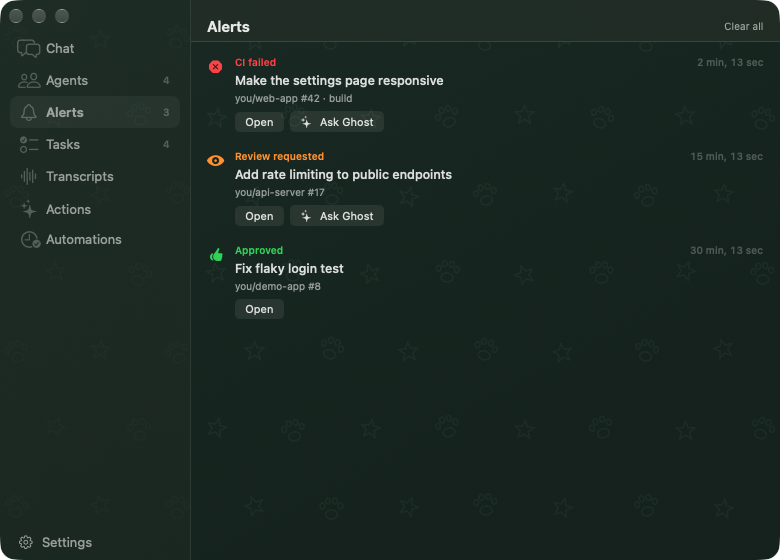 Chat
Agents 4
Alerts 3
Tasks 4
Transcripts
Actions
Automations
Settings
Alerts Clear all
CI failed 2 min, 13 sec
Make the settings page responsive
you/web-app #42 · build
Open Ask Ghost
Review requested 15 min, 13 sec
Add rate limiting to public endpoints
you/api-server #17
Open Ask Ghost
Approved 30 min, 13 sec
Fix flaky login test
you/demo-app #8
Open